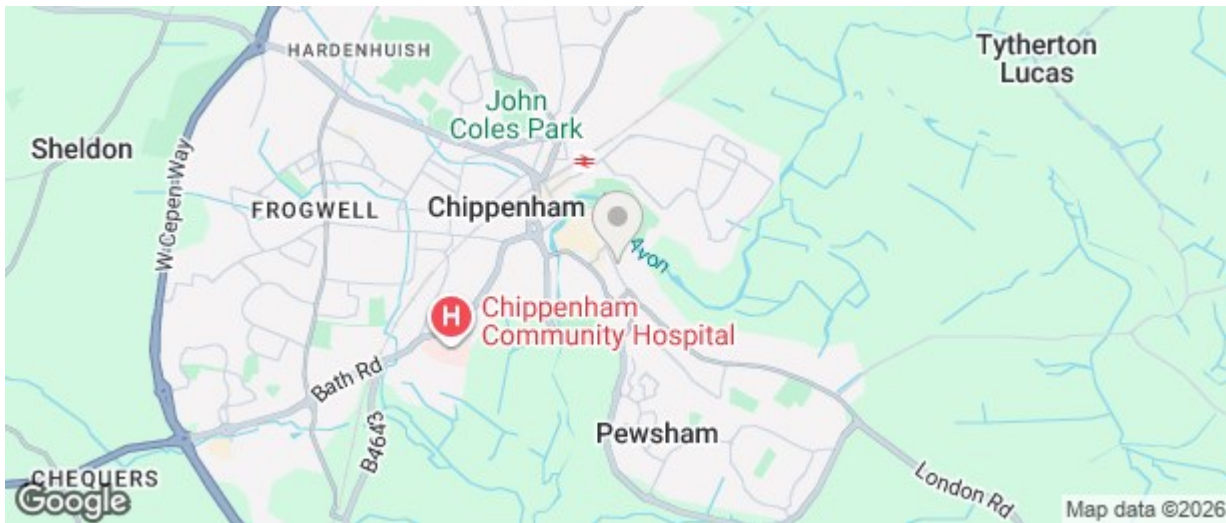 HARDENHUISH
Tytherton
Lucas
John
Coles Park
Sheldon
W Cepen Way
FROGWELL
Chippenham
Avon
H
Chippenham
Community Hospital
Bath Rd
B4643
Pewsham
CHEQUERS
London Rd
Google
Map data ©2026